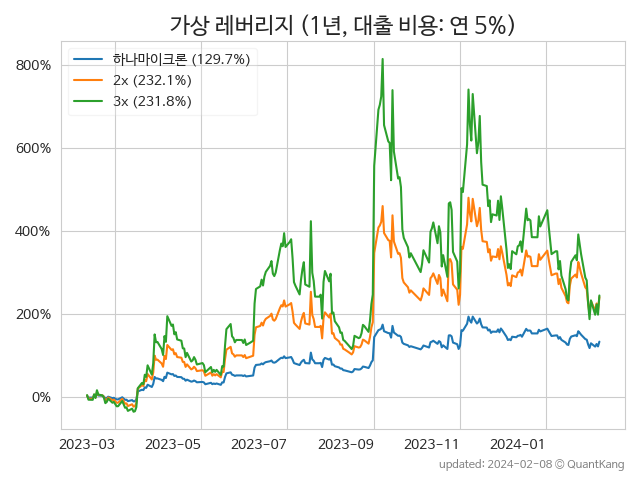 가상 레버리지 (1년, 대출 비용: 연 5%)
하나마이크론 (129.7%)
2x (232.1%)
3x (231.8%)
800%
600%
400%
200%
0%
2023-03 2023-05 2023-07 2023-09 2023-11 2024-01
updated: 2024-02-08 © QuantKang